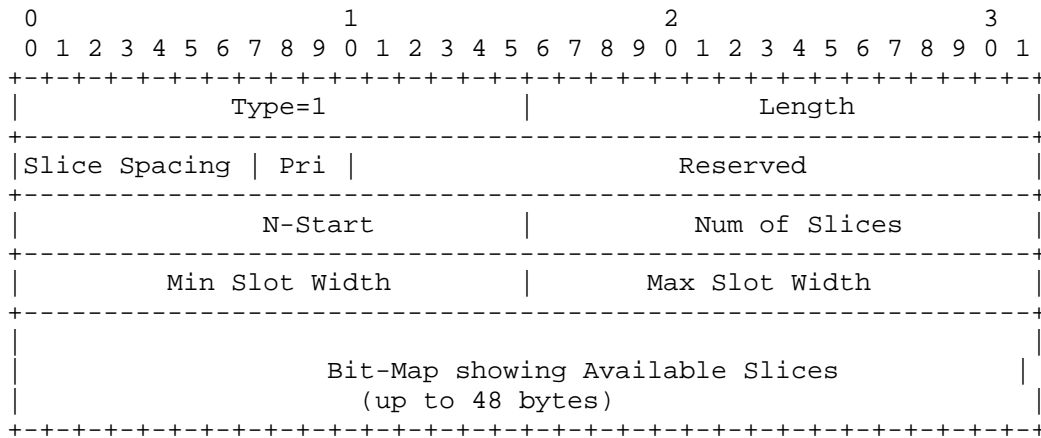 0                   1                   2                   3
 0 1 2 3 4 5 6 7 8 9 0 1 2 3 4 5 6 7 8 9 0 1 2 3 4 5 6 7 8 9 0 1
+-+-+-+-+-+-+-+-+-+-+-+-+-+-+-+-+-+-+-+-+-+-+-+-+-+-+-+-+-+-+-+-+
|             Type=1            |              Length           |
+---------------------------------------------------------------+
|Slice Spacing | Pri |                    Reserved              |
+---------------------------------------------------------------+
|               N-Start         |          Num of Slices        |
+---------------------------------------------------------------+
|         Min Slot Width        |       Max Slot Width          |
+---------------------------------------------------------------+
|                                                               |
|                   Bit-Map showing Available Slices           |
|                     (up to 48 bytes)                          |
+-+-+-+-+-+-+-+-+-+-+-+-+-+-+-+-+-+-+-+-+-+-+-+-+-+-+-+-+-+-+-+-+